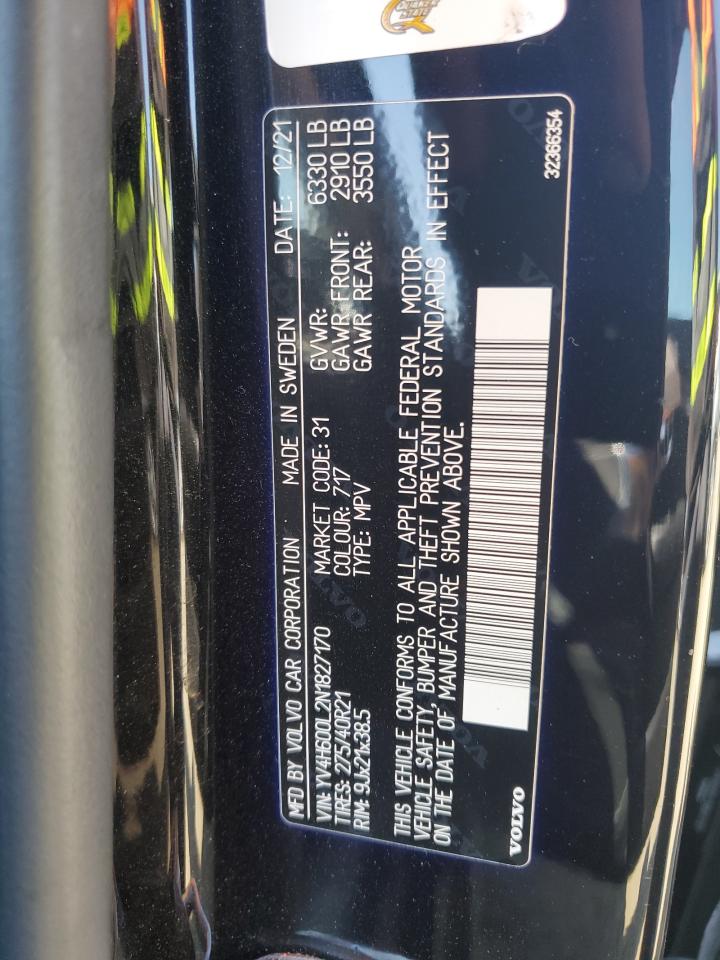 QUAKER STATE
MFD BY VOLVO CAR CORPORATION MADE IN SWEDEN DATE: 12/21
VIN: YV4H600L2N1827170 MARKET CODE: 31 GVWR: 6330 LB
TIRES: 275/40R21 COLOUR: 717 GAWR FRONT: 2910 LB
RIM: 9Jx21x38.5 TYPE: MPV GAWR REAR: 3550 LB
THIS VEHICLE CONFORMS TO ALL APPLICABLE FEDERAL MOTOR
VEHICLE SAFETY, BUMPER AND THEFT PREVENTION STANDARDS IN EFFECT
ON THE DATE OF MANUFACTURE SHOWN ABOVE.
VOLVO
32366354